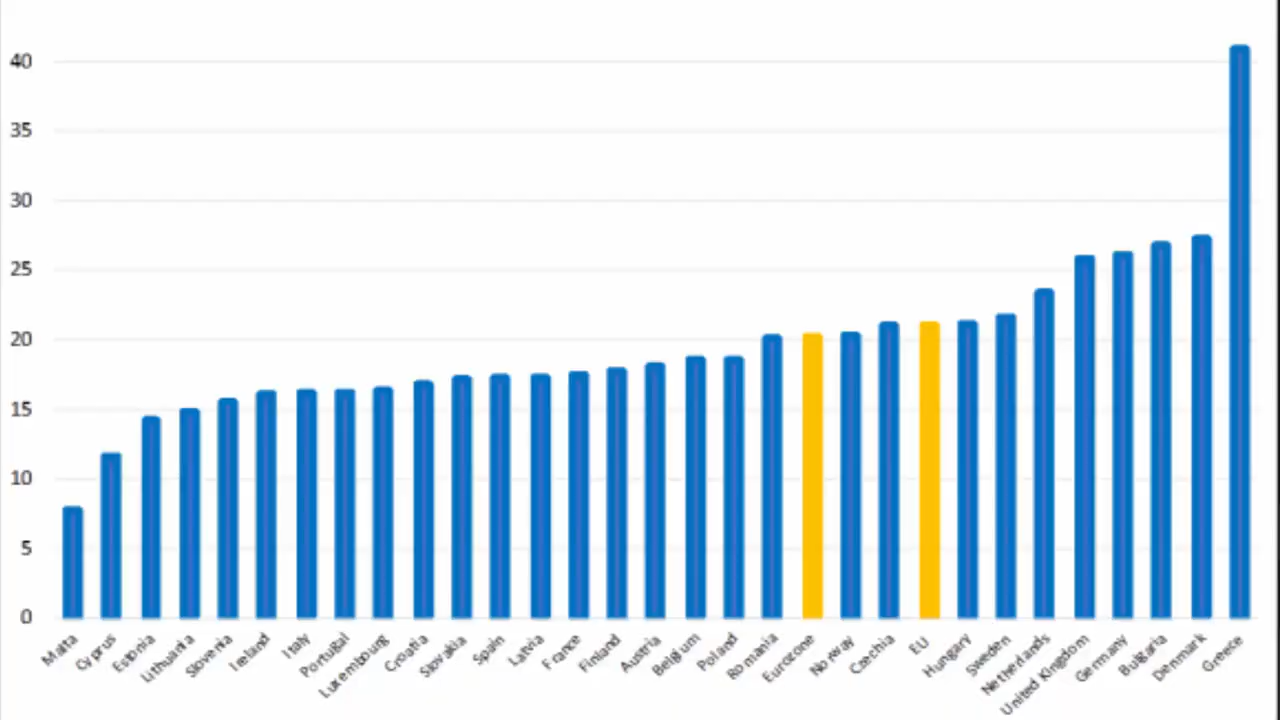 40
35
30
25
20
15
10
5
0
Malta
Cyprus
Estonia
Lithuania
Slovenia
Ireland
Italy
Portugal
Luxembourg
Croatia
Slovakia
Spain
Latvia
France
Finland
Austria
Belgium
Poland
Romania
Eurozone
Norway
Czechia
EU
Hungary
Sweden
Netherlands
United Kingdom
Germany
Bulgaria
Denmark
Greece